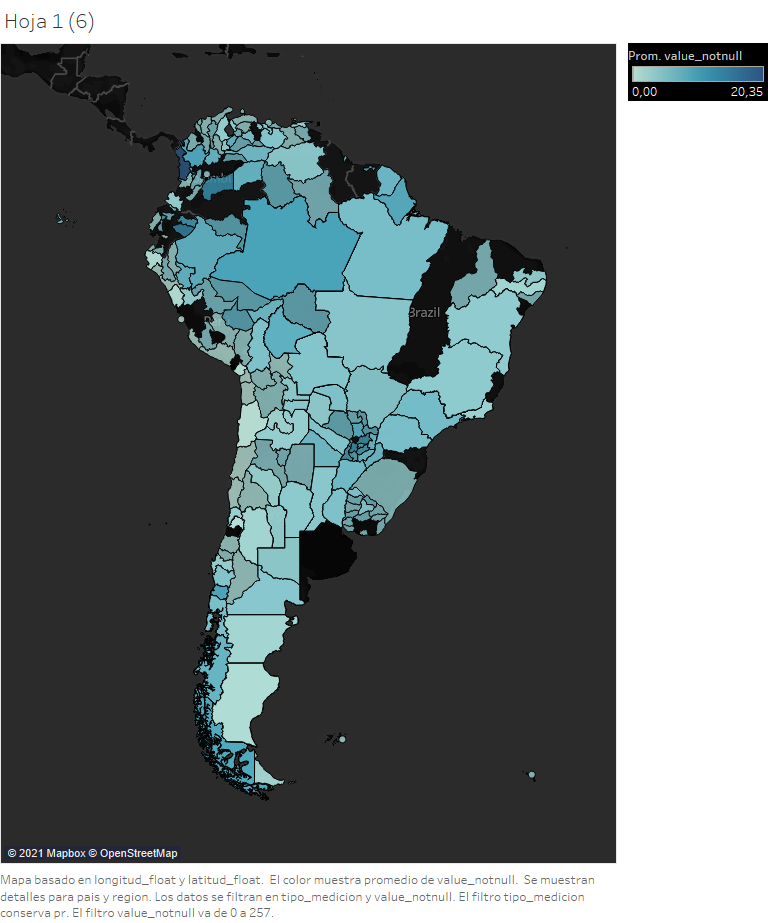 Hoja 1 (6)
Prom. value_notnull
0,00 20,35
Brazil
© 2021 Mapbox © OpenStreetMap
Mapa basado en longitud_float y latitud_float. El color muestra promedio de value_notnull. Se muestran
detalles para pais y region. Los datos se filtran en tipo_medicion y value_notnull. El filtro tipo_medicion
conserva pr. El filtro value_notnull va de 0 a 257.